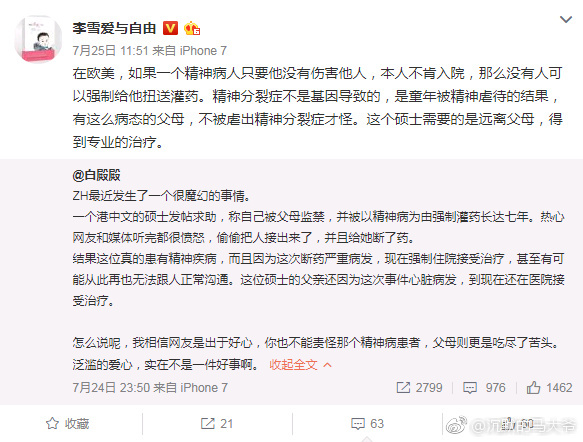 李雪爱与自由
7月25日 11:51 来自 iPhone 7
在欧美，如果一个精神病人只要他没有伤害他人，本人不肯入院，那么没有人可
以强制给他扭送灌药。精神分裂症不是基因导致的，是童年被精神虐待的结果，
有这么病态的父母，不被虐出精神分裂症才怪。这个硕士需要的是远离父母，得
到专业的治疗。
@白殿殿
ZH最近发生了一个很魔幻的事情。
一个港中文的硕士发帖求助，称自己被父母监禁，并被以精神病为由强制灌药长达七年。热心
网友和媒体听完都很愤怒，偷偷把人接出来了，并且给她断了药。
结果这位真的患有精神疾病，而且因为这次断药严重病发，现在强制住院接受治疗，甚至有可
能从此再也无法跟人正常沟通。这位硕士的父亲还因为这次事件心脏病发，到现在还在医院接
受治疗。
怎么说呢，我相信网友是出于好心，你也不能责怪那个精神病患者，父母则更是吃尽了苦头。
泛滥的爱心，实在不是一件好事啊。 收起全文
7月24日 23:50 来自 iPhone 7 2799 976 1462
收藏 21 63 60